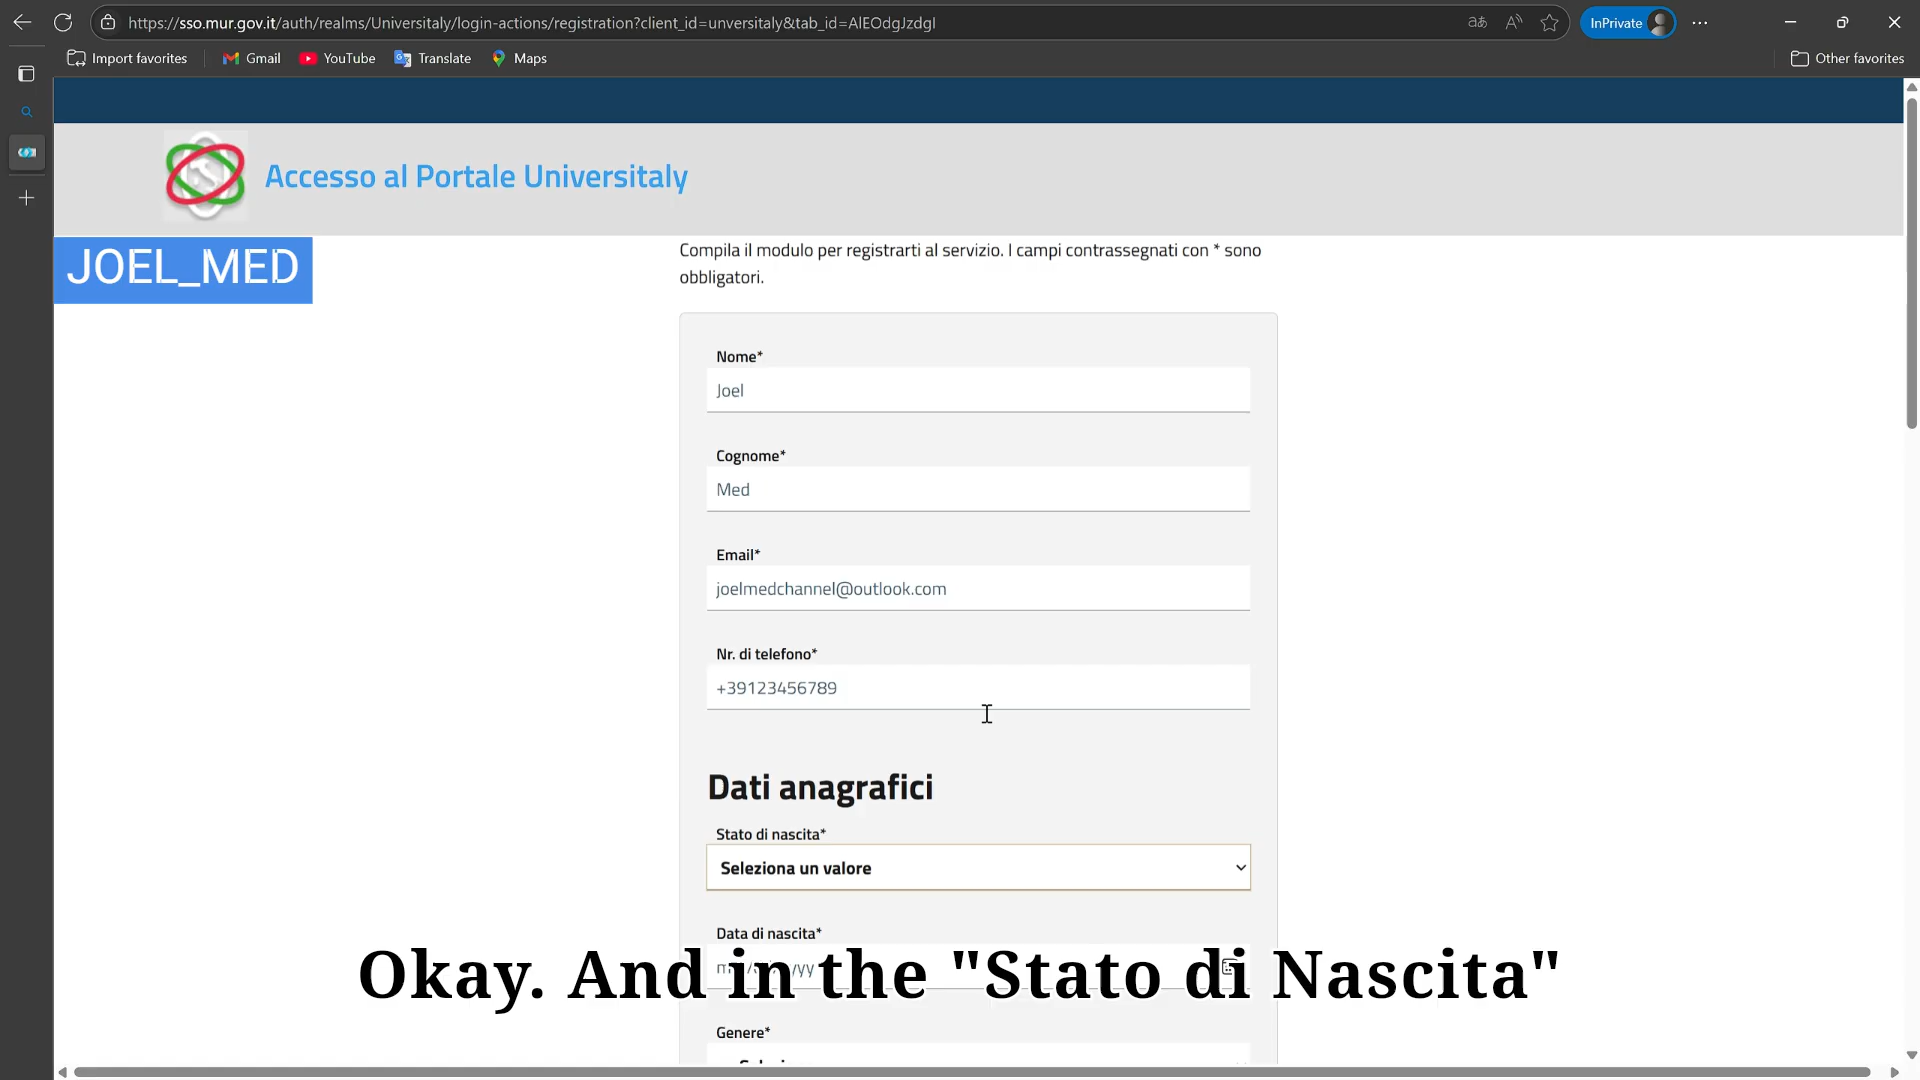 https://sso.mur.gov.it/auth/realms/Universitaly/login-actions/registration?client_id=unversitaly&tab_id=AlEOdgJzdgI
InPrivate
Import favorites
Gmail
YouTube
Translate
Maps
Other favorites
Accesso al Portale Universitaly
JOEL_MED
Compila il modulo per registrarti al servizio. I campi contrassegnati con * sono
obbligatori.
Nome*
Joel
Cognome*
Med
Email*
joelmedchannel@outlook.com
Nr. di telefono*
+39123456789
Dati anagrafici
Stato di nascita*
Seleziona un valore
Data di nascita*
Okay. And in the "Stato di Nascita"
Genere*